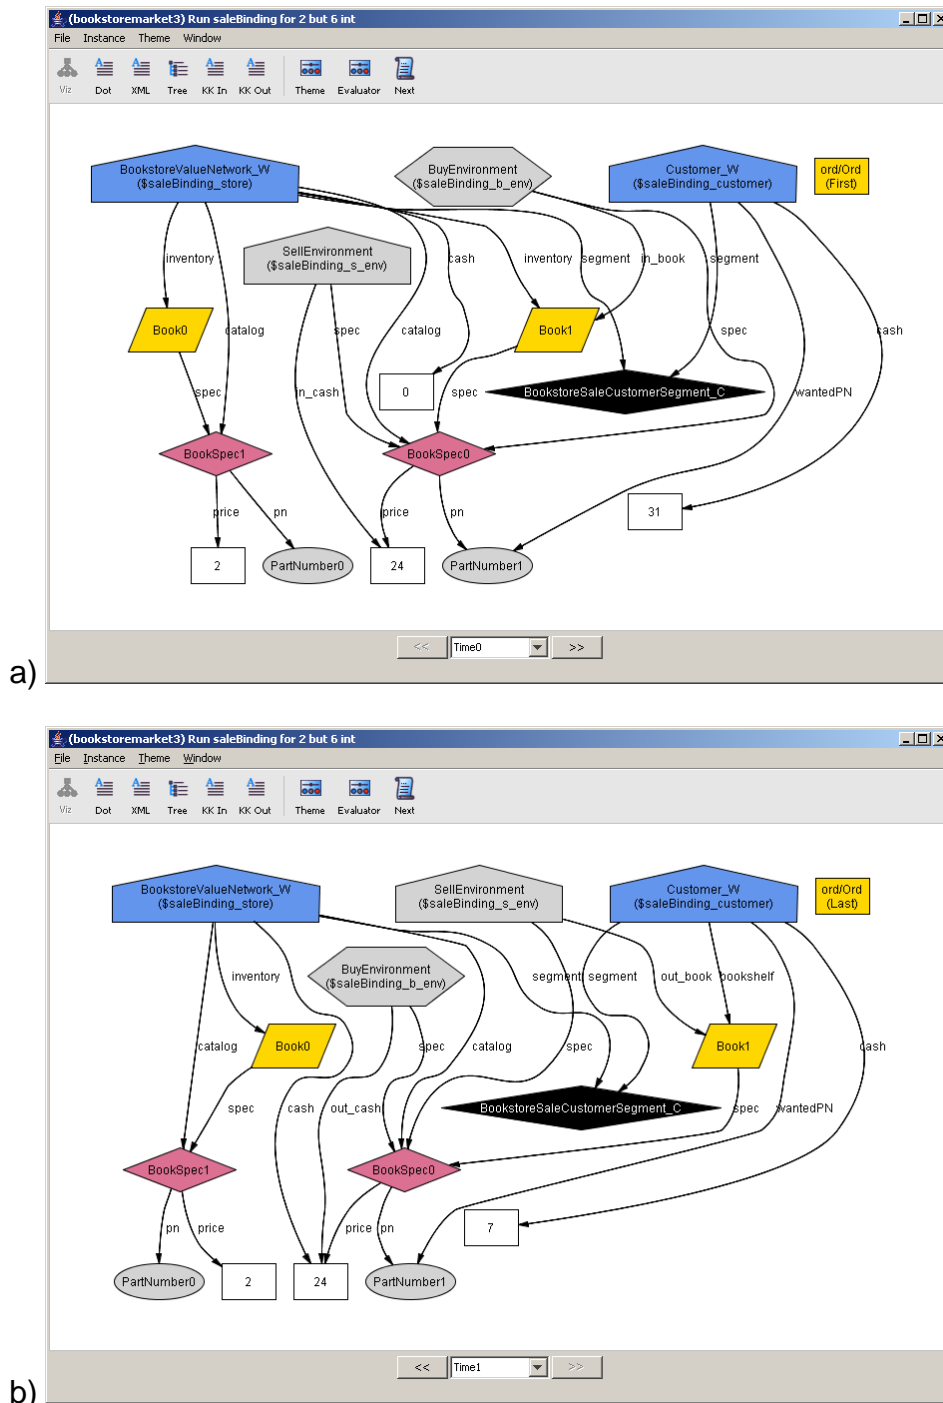 (bookstoremarket3) Run saleBinding for 2 but 6 int
File Instance Theme Window
Viz Dot XML Tree KK In KK Out Theme Evaluator Next
BookstoreValueNetwork_W
($saleBinding_store)
BuyEnvironment
($saleBinding_b_env)
Customer_W
($saleBinding_customer)
ord/Ord
(First)
SellEnvironment
($saleBinding_s_env)
inventory
cash
inventory
segment
in_book
segment
Book0
catalog
spec
catalog
Book1
spec
cash
spec
in_cash
0
spec
BookstoreSaleCustomerSegment_C
wantedPN
BookSpec1
BookSpec0
price
pn
price
pn
31
2
PartNumber0
24
PartNumber1
<< Time0 >>
a)
(bookstoremarket3) Run saleBinding for 2 but 6 int
File Instance Theme Window
Viz Dot XML Tree KK In KK Out Theme Evaluator Next
BookstoreValueNetwork_W
($saleBinding_store)
SellEnvironment
($saleBinding_s_env)
Customer_W
($saleBinding_customer)
ord/Ord
(Last)
BuyEnvironment
($saleBinding_b_env)
inventory
segment
segment
out_book
bookshelf
catalog
Book0
spec
catalog
spec
Book1
cash
spec
cash
out_cash
BookstoreSaleCustomerSegment_C
spec
wantedPN
BookSpec1
BookSpec0
pn
price
price
pn
7
PartNumber0
2
24
PartNumber1
<< Time1 >>
b)